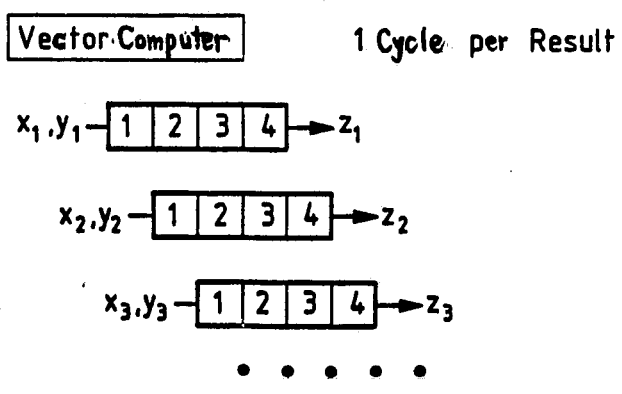 Vector Computer
1 Cycle per Result
x₁,y₁ 1 2 3 4 z₁
x₂,y₂ 1 2 3 4 z₂
x₃,y₃ 1 2 3 4 z₃